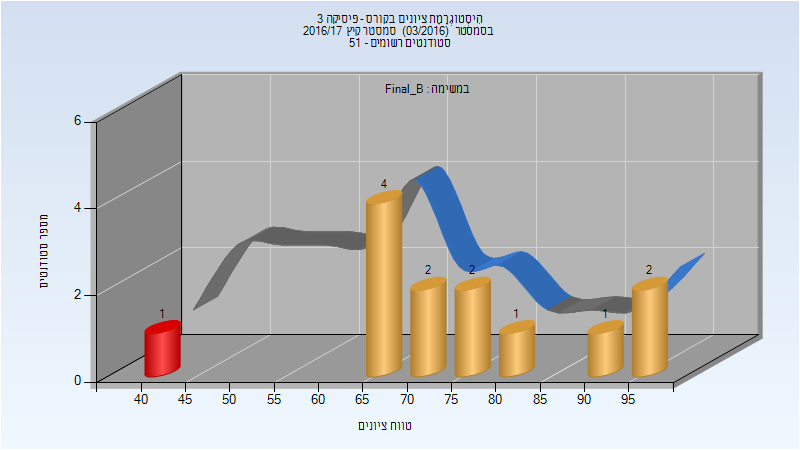 היסטוגרמת ציונים בקורס - פיסיקה 3
בסמסטר (03/2016) סמסטר קיץ 2016/17
סטודנטים רשומים - 51
במשימה : Final_B
מספר סטודנטים
6
4
2
0
1
4
2
2
1
1
2
40 45 50 55 60 65 70 75 80 85 90 95
טווח ציונים